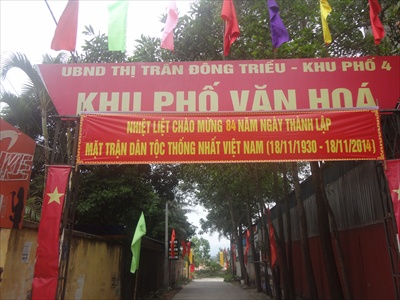 UBND THỊ TRẤN ĐÔNG TRIỀU - KHU PHỐ 4
KHU PHỐ VĂN HOÁ
NHIỆT LIỆT CHÀO MỪNG 84 NĂM NGÀY THÀNH LẬP
MẶT TRẬN DÂN TỘC THỐNG NHẤT VIỆT NAM (18/11/1930 - 18/11/2014)